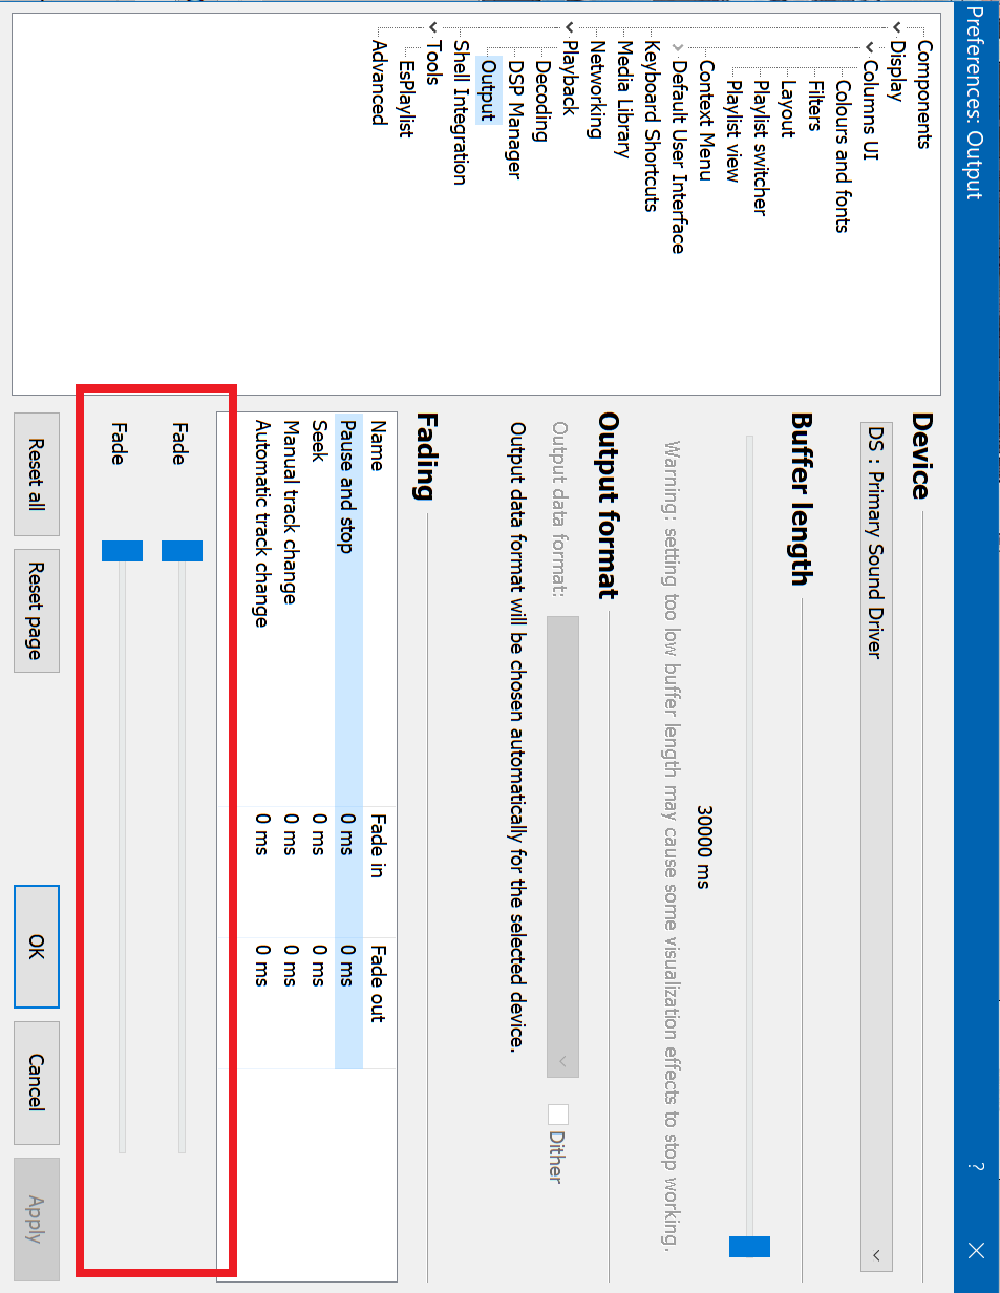 Preferences: Output
?
Components
Display
Columns UI
Colours and fonts
Filters
Layout
Playlist switcher
Playlist view
Context Menu
Default User Interface
Keyboard Shortcuts
Media Library
Networking
Playback
Decoding
DSP Manager
Output
Shell Integration
Tools
EsPlaylist
Advanced
Device
DS : Primary Sound Driver
Buffer length
30000 ms
Warning: setting too low buffer length may cause some visualization effects to stop working.
Output format
Output data format:
Dither
Output data format will be chosen automatically for the selected device.
Fading
Name Fade in Fade out
Pause and stop 0 ms 0 ms
Seek 0 ms 0 ms
Manual track change 0 ms 0 ms
Automatic track change 0 ms 0 ms
Fade
Fade
Reset all Reset page OK Cancel Apply